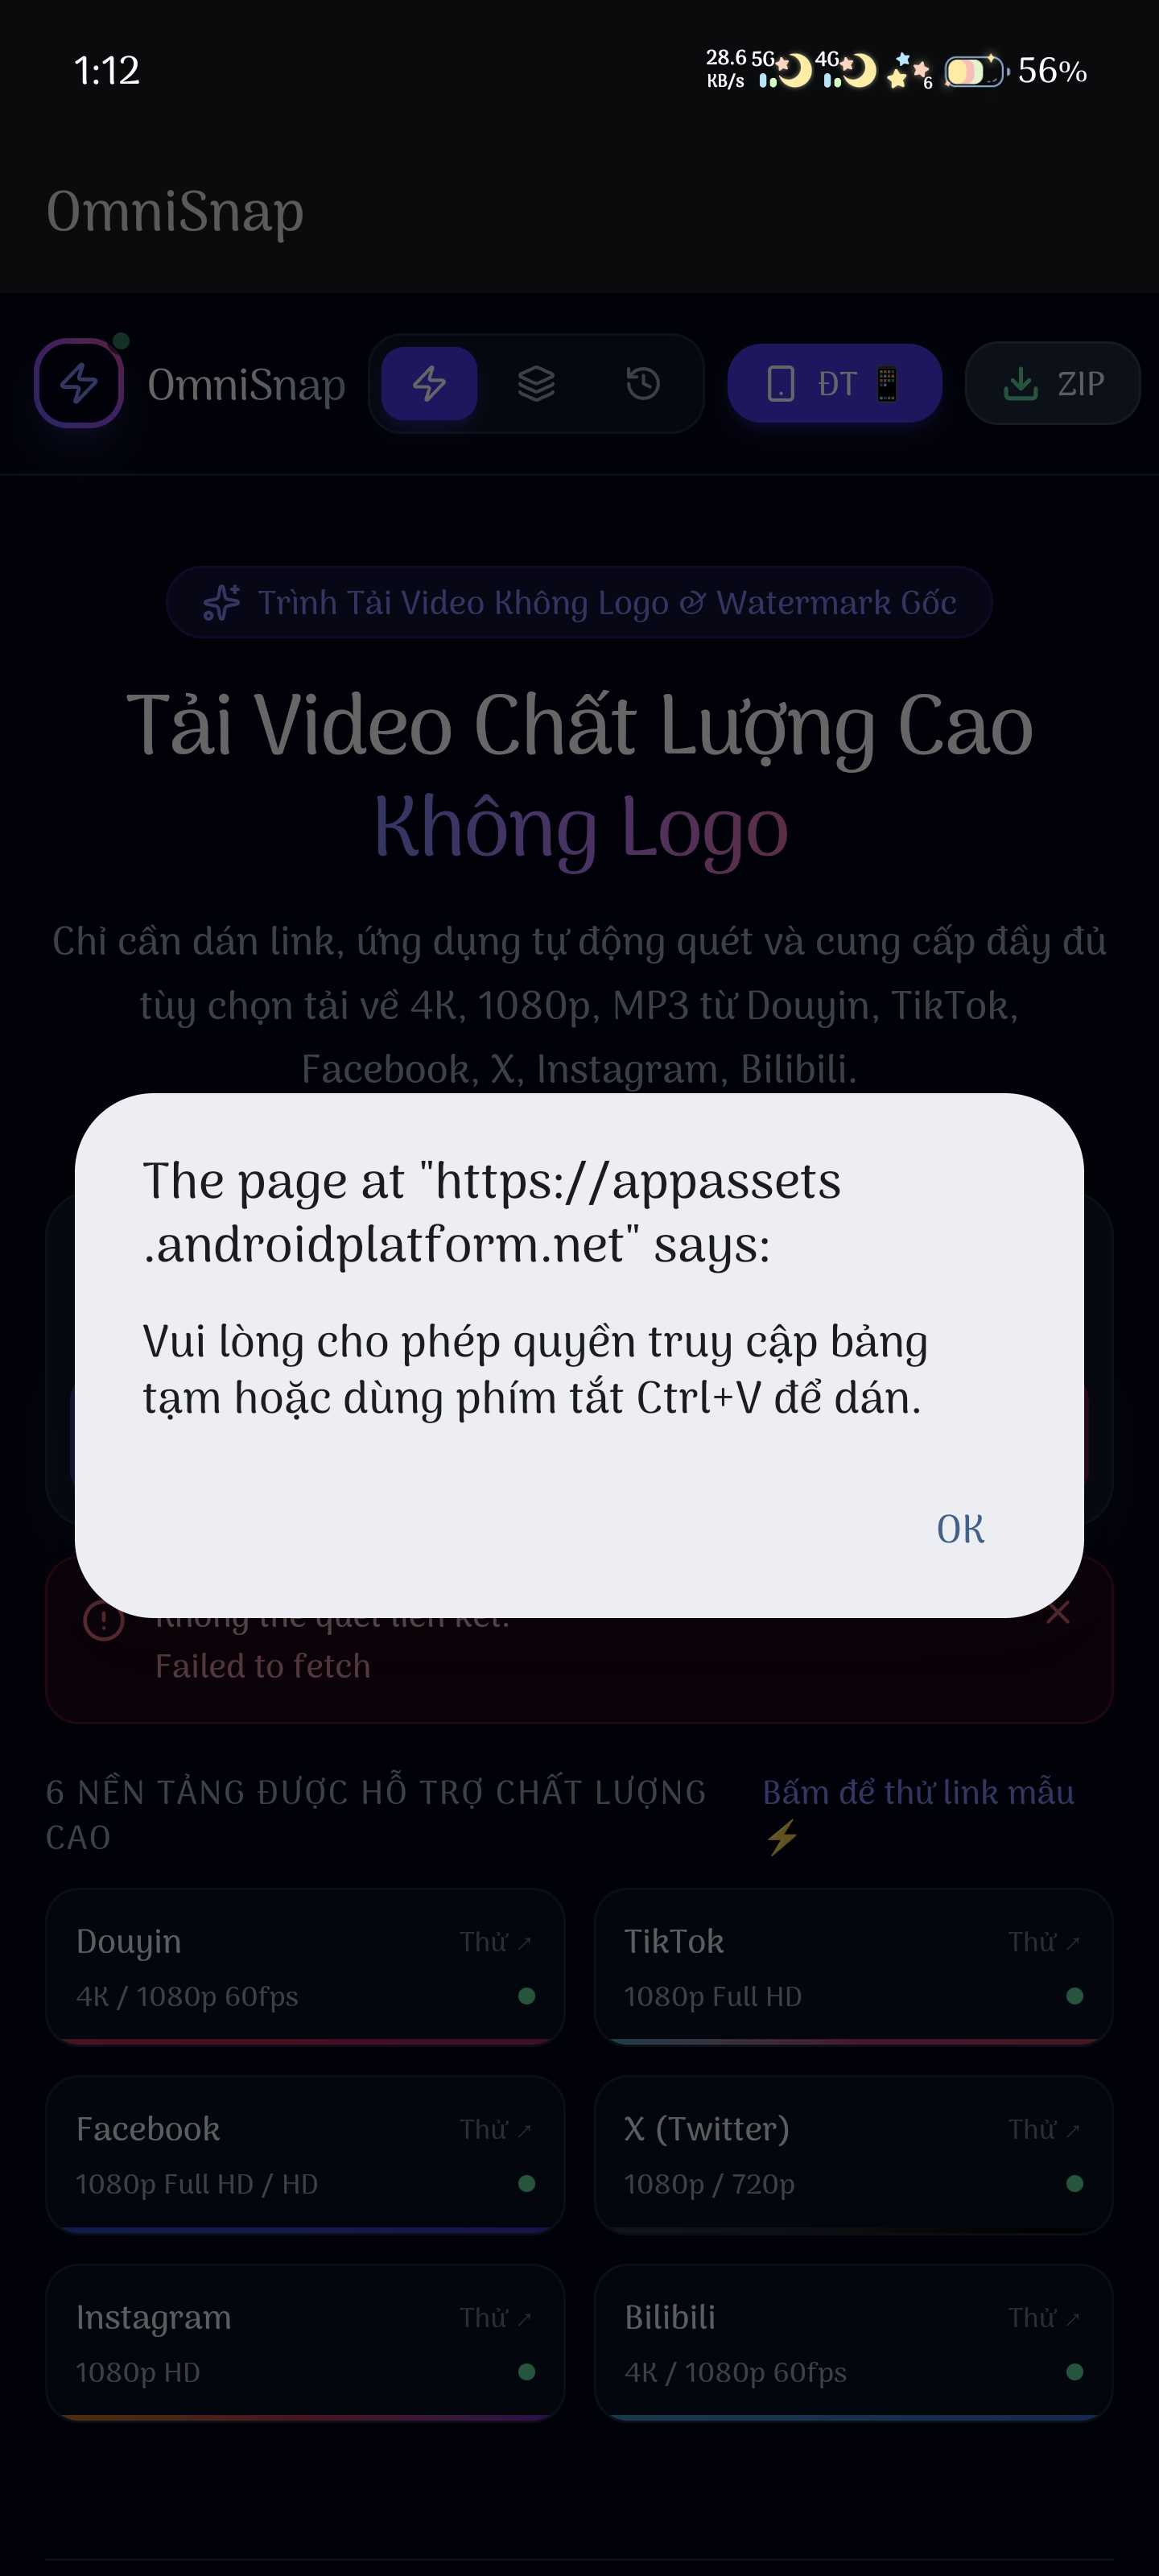 1:12
28.6 5G 4G
KB/s 6 56%
OmniSnap
OmniSnap ĐT ZIP
Trình Tải Video Không Logo & Watermark Gốc
Tải Video Chất Lượng Cao
Không Logo
Chỉ cần dán link, ứng dụng tự động quét và cung cấp đầy đủ
tùy chọn tải về 4K, 1080p, MP3 từ Douyin, TikTok,
Facebook, X, Instagram, Bilibili.
The page at "https://appassets
.androidplatform.net" says:
Vui lòng cho phép quyền truy cập bảng
tạm hoặc dùng phím tắt Ctrl+V để dán.
OK
Failed to fetch
6 NỀN TẢNG ĐƯỢC HỖ TRỢ CHẤT LƯỢNG
CAO
Bấm để thử link mẫu
Douyin Thử ↗
4K / 1080p 60fps
TikTok Thử ↗
1080p Full HD
Facebook Thử ↗
1080p Full HD / HD
X (Twitter) Thử ↗
1080p / 720p
Instagram Thử ↗
1080p HD
Bilibili Thử ↗
4K / 1080p 60fps